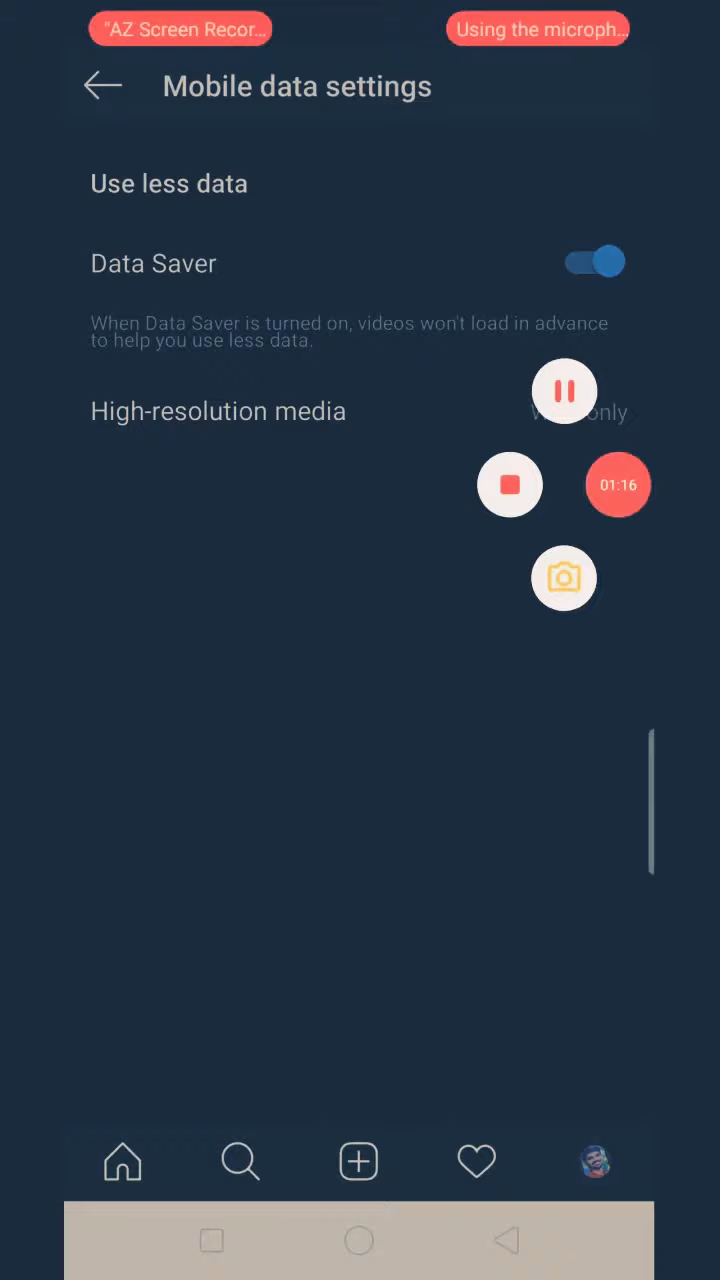 "AZ Screen Recor...
Using the microph...
Mobile data settings
Use less data
Data Saver
When Data Saver is turned on, videos won't load in advance
to help you use less data.
High-resolution media
only
01:16